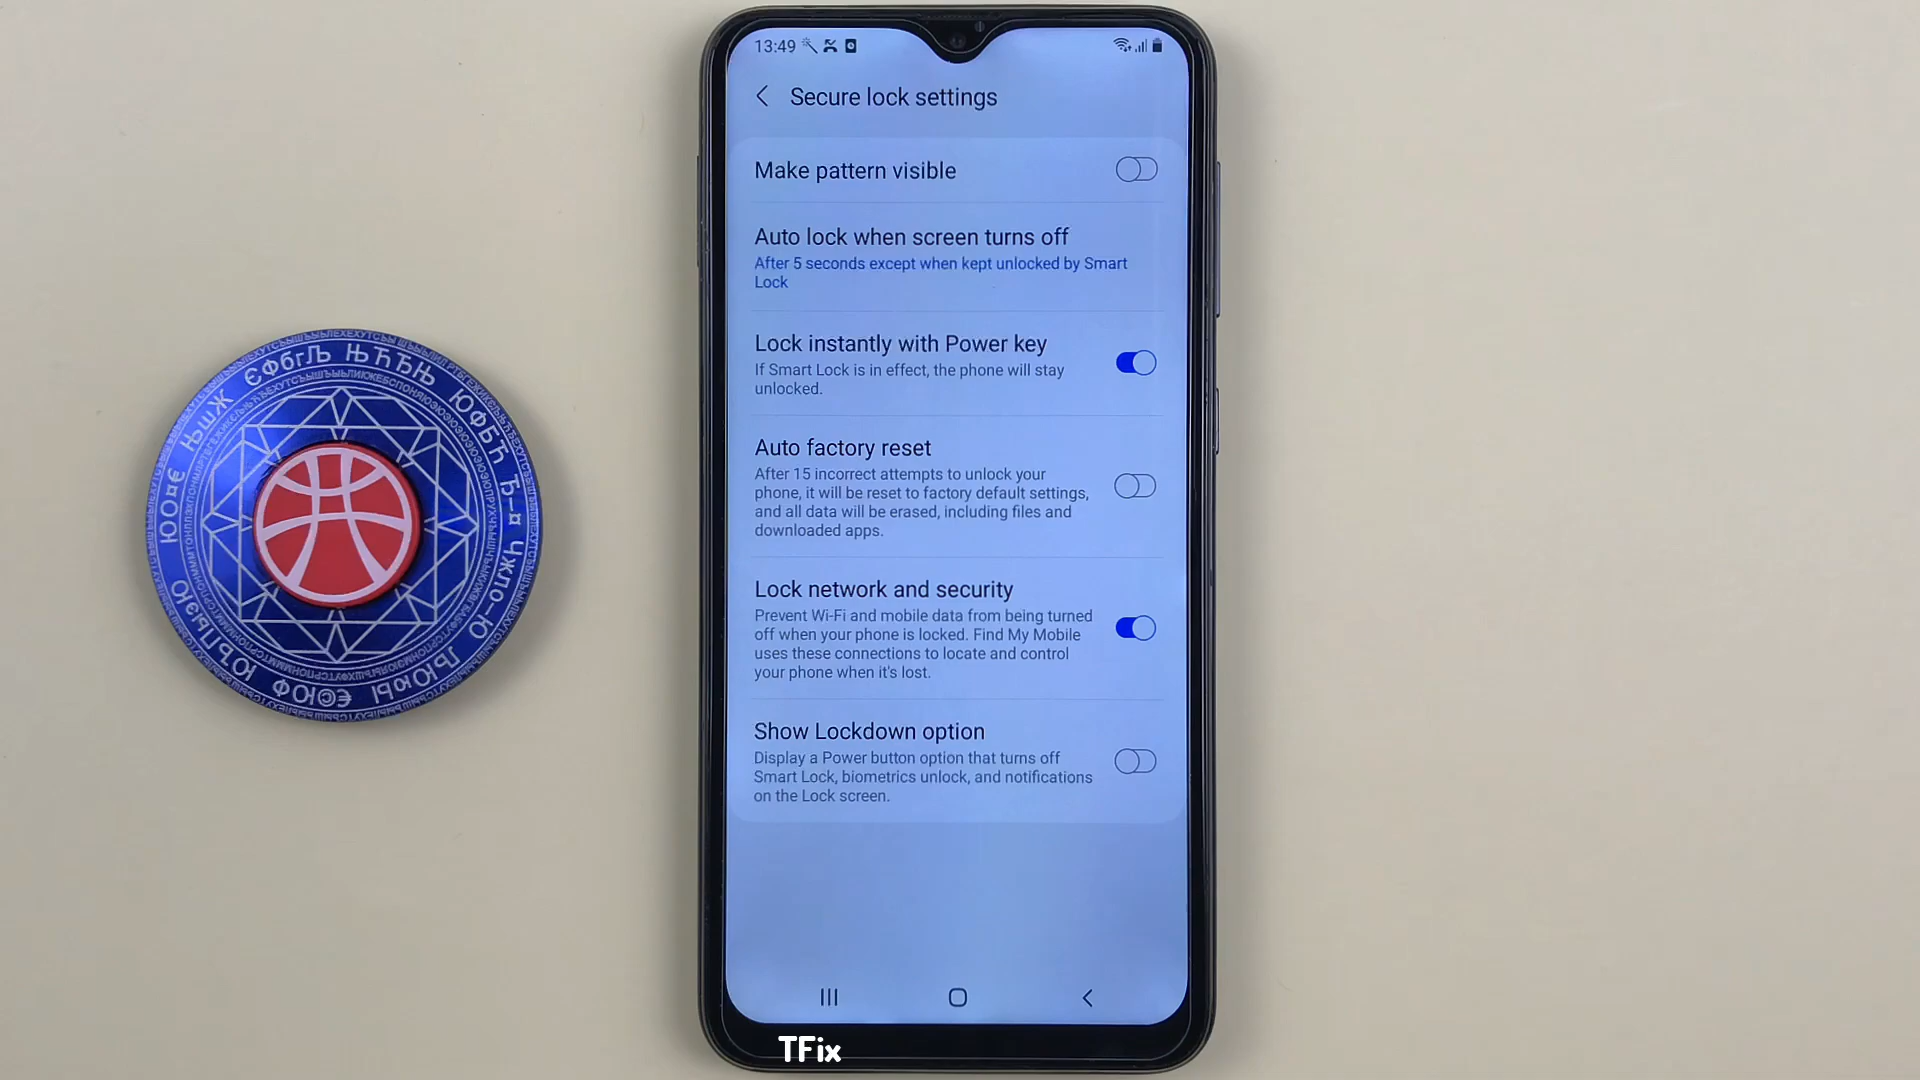 13:49
Secure lock settings
Make pattern visible
Auto lock when screen turns off
After 5 seconds except when kept unlocked by Smart
Lock
Lock instantly with Power key
If Smart Lock is in effect, the phone will stay
unlocked.
Auto factory reset
After 15 incorrect attempts to unlock your
phone, it will be reset to factory default settings,
and all data will be erased, including files and
downloaded apps.
Lock network and security
Prevent Wi-Fi and mobile data from being turned
off when your phone is locked. Find My Mobile
uses these connections to locate and control
your phone when it's lost.
Show Lockdown option
Display a Power button option that turns off
Smart Lock, biometrics unlock, and notifications
on the Lock screen.
TFix